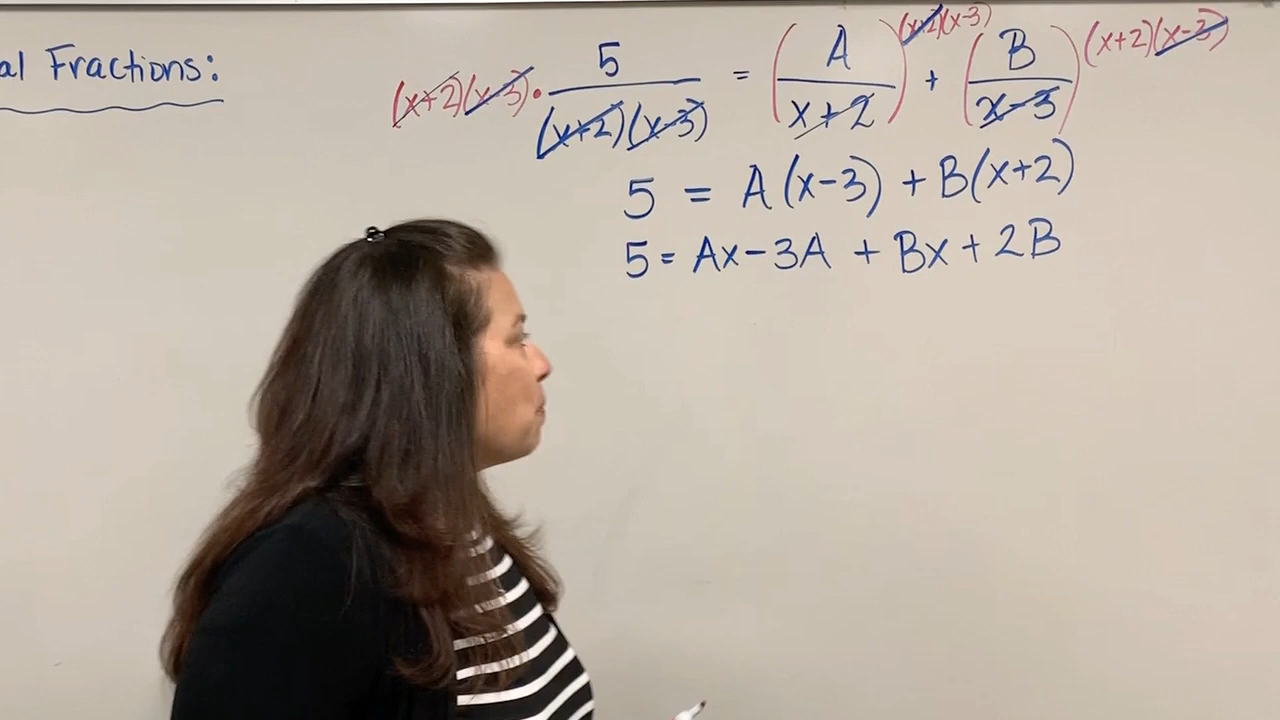 al Fractions:
(x+2)(x-3) • 5/((x+2)(x-3)) = (A/(x+2))(x+2)(x-3) + (B/(x-3))(x+2)(x-3)
5 = A(x-3) + B(x+2)
5 = Ax - 3A + Bx + 2B